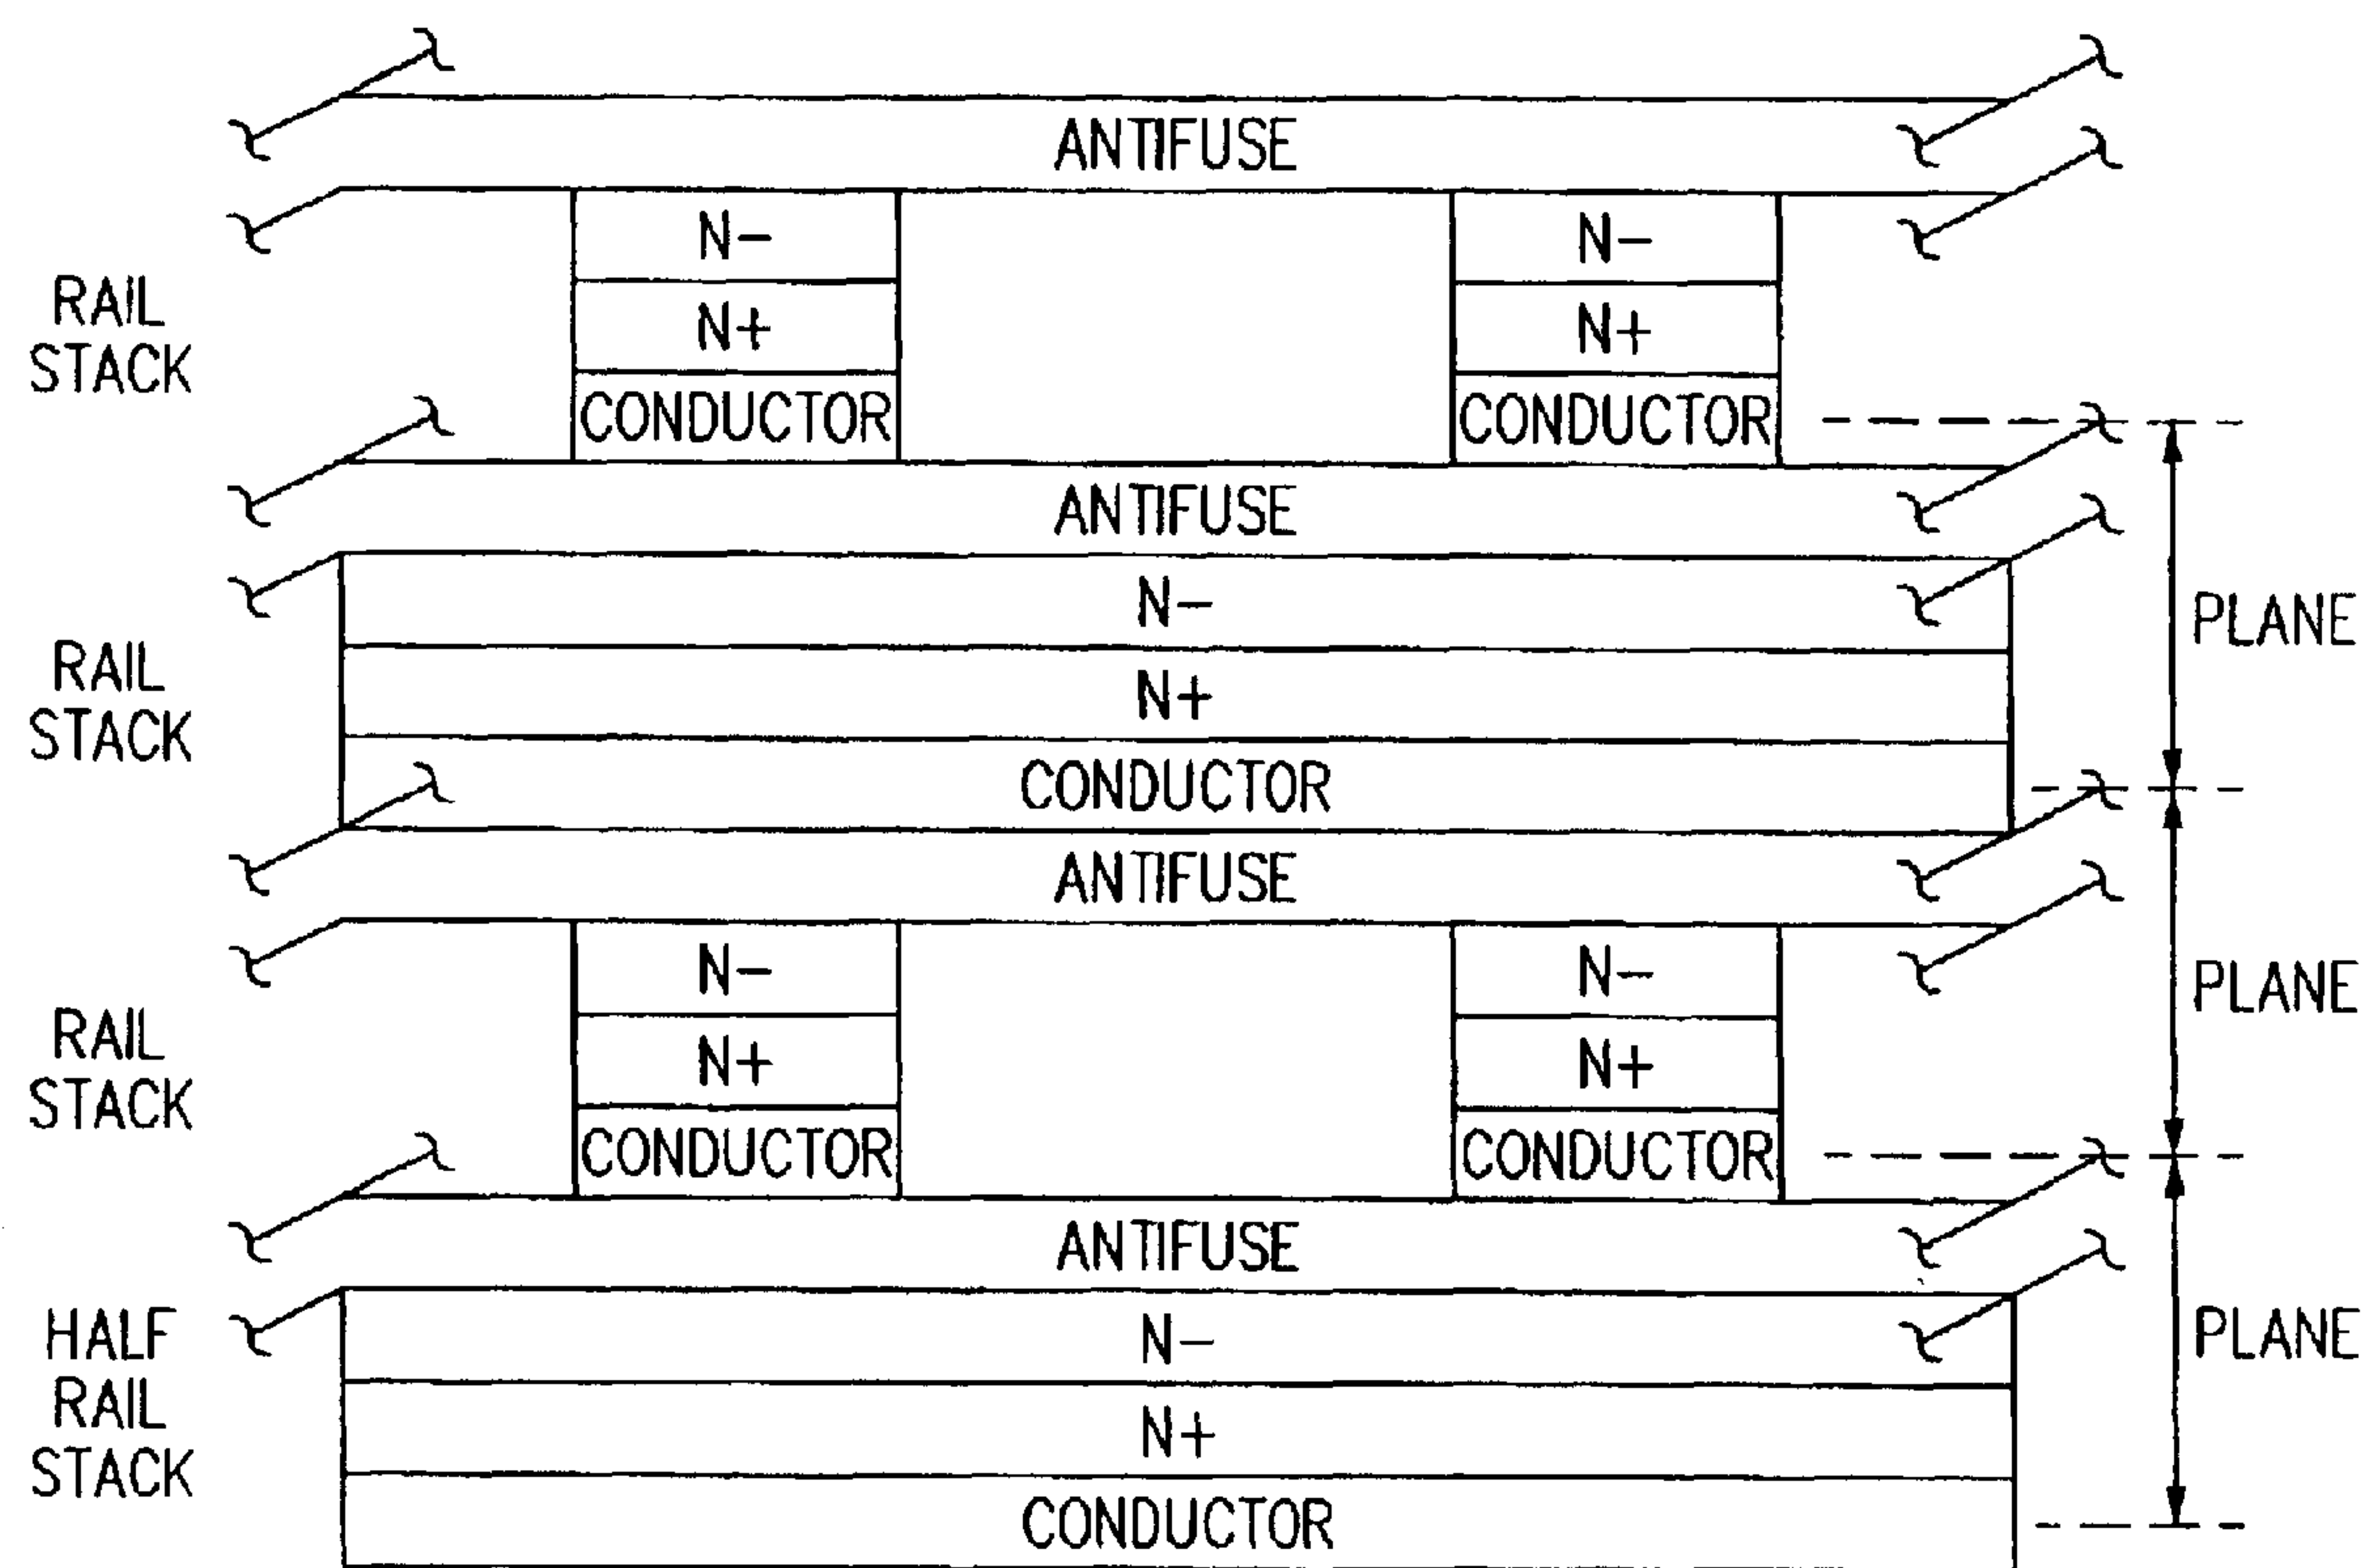 ANTIFUSE
N- N-
RAIL
STACK
N+ N+
CONDUCTOR CONDUCTOR
ANTIFUSE
N-
PLANE
RAIL
STACK
N+
CONDUCTOR
ANTIFUSE
N- N-
PLANE
RAIL
STACK
N+ N+
CONDUCTOR CONDUCTOR
ANTIFUSE
HALF
RAIL
STACK
N-
PLANE
N+
CONDUCTOR